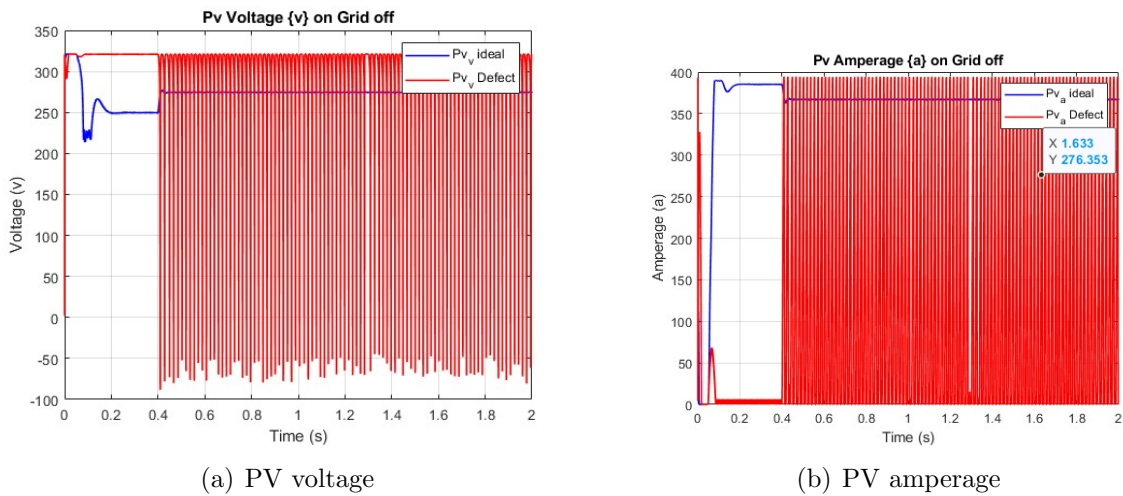 Pv Voltage {v} on Grid off
350
300
250
200
150
100
50
0
-50
-100
Voltage (v)
Pv_v ideal
Pv_v Defect
0 0.2 0.4 0.6 0.8 1 1.2 1.4 1.6 1.8 2
Time (s)
(a) PV voltage
Pv Amperage {a} on Grid off
400
350
300
250
200
150
100
50
0
Amperage (a)
Pv_a ideal
Pv_a Defect
X 1.633
Y 276.353
0 0.2 0.4 0.6 0.8 1 1.2 1.4 1.6 1.8 2
Time (s)
(b) PV amperage